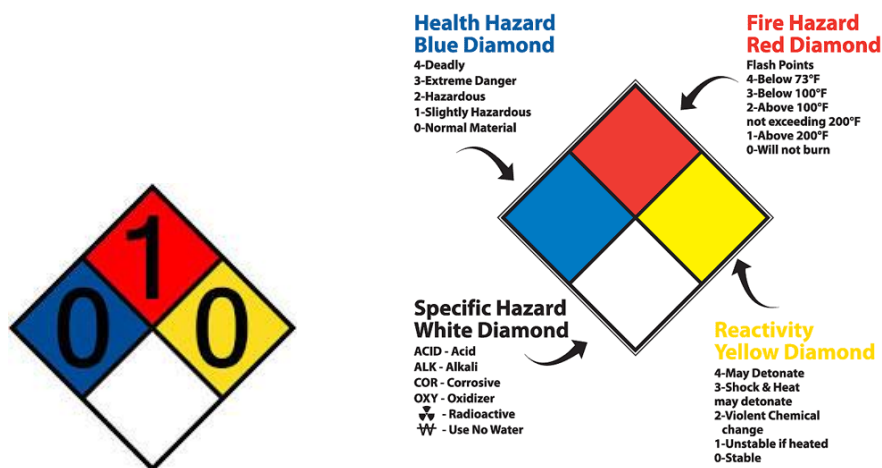 Health Hazard
Blue Diamond
4-Deadly
3-Extreme Danger
2-Hazardous
1-Slightly Hazardous
0-Normal Material
Fire Hazard
Red Diamond
Flash Points
4-Below 73°F
3-Below 100°F
2-Above 100°F
not exceeding 200°F
1-Above 200°F
0-Will not burn
1
0 0
Specific Hazard
White Diamond
ACID - Acid
ALK - Alkali
COR - Corrosive
OXY - Oxidizer
- Radioactive
W - Use No Water
Reactivity
Yellow Diamond
4-May Detonate
3-Shock & Heat
may detonate
2-Violent Chemical
change
1-Unstable if heated
0-Stable